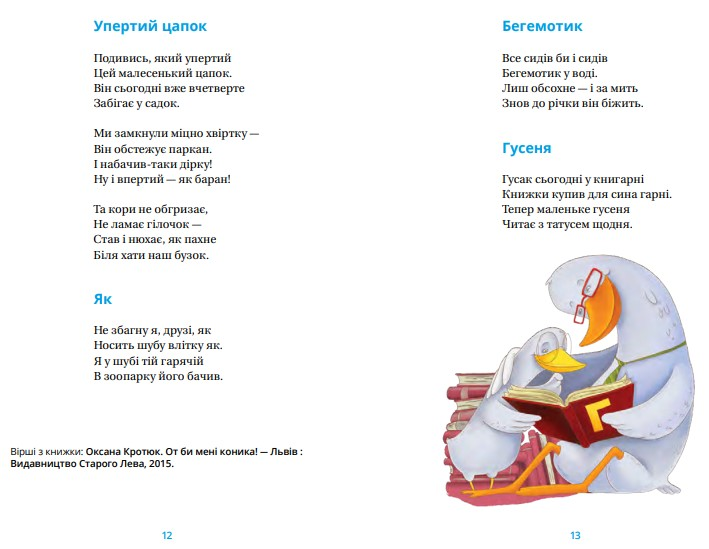 Упертий цапок
Подивись, який упертий
Цей малесенький цапок.
Він сьогодні вже вчетверте
Забігає у садок.
Ми замкнули міцно хвіртку —
Він обстежує паркан.
І набачив-таки дірку!
Ну і впертий — як баран!
Та кори не обгризає,
Не ламає гілочок —
Став і нюхає, як пахне
Біля хати наш бузок.
Як
Не збагну я, друзі, як
Носить шубу влітку як.
Я у шубі тій гарячій
В зоопарку його бачив.
Вірші з книжки: Оксана Кротюк. От би мені коника! — Львів :
Видавництво Старого Лева, 2015.
12
Бегемотик
Все сидів би і сидів
Бегемотик у воді.
Лиш обсохне — і за мить
Знов до річки він біжить.
Гусеня
Гусак сьогодні у книгарні
Книжки купив для сина гарні.
Тепер маленьке гусеня
Читає з татусем щодня.
Г
13